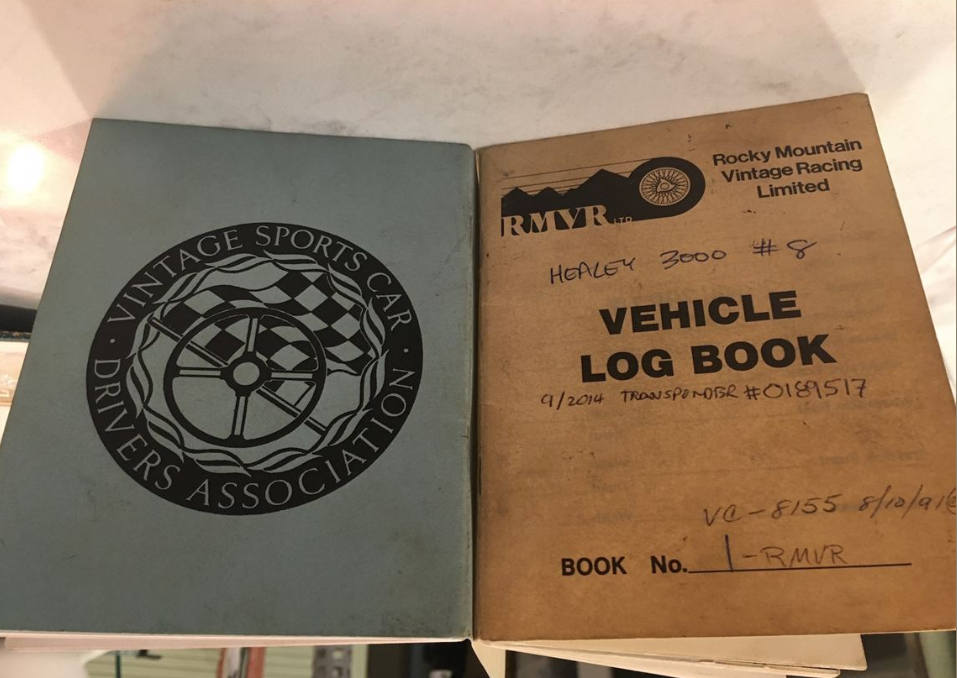 VINTAGE SPORTS CAR
· DRIVERS ASSOCIATION ·
RMVR LTD
Rocky Mountain
Vintage Racing
Limited
HEALEY 3000 #8
VEHICLE
LOG BOOK
9/2014 TRANSPONDER #0189517
VC-8155 8/10/91
BOOK No. 1-RMVR